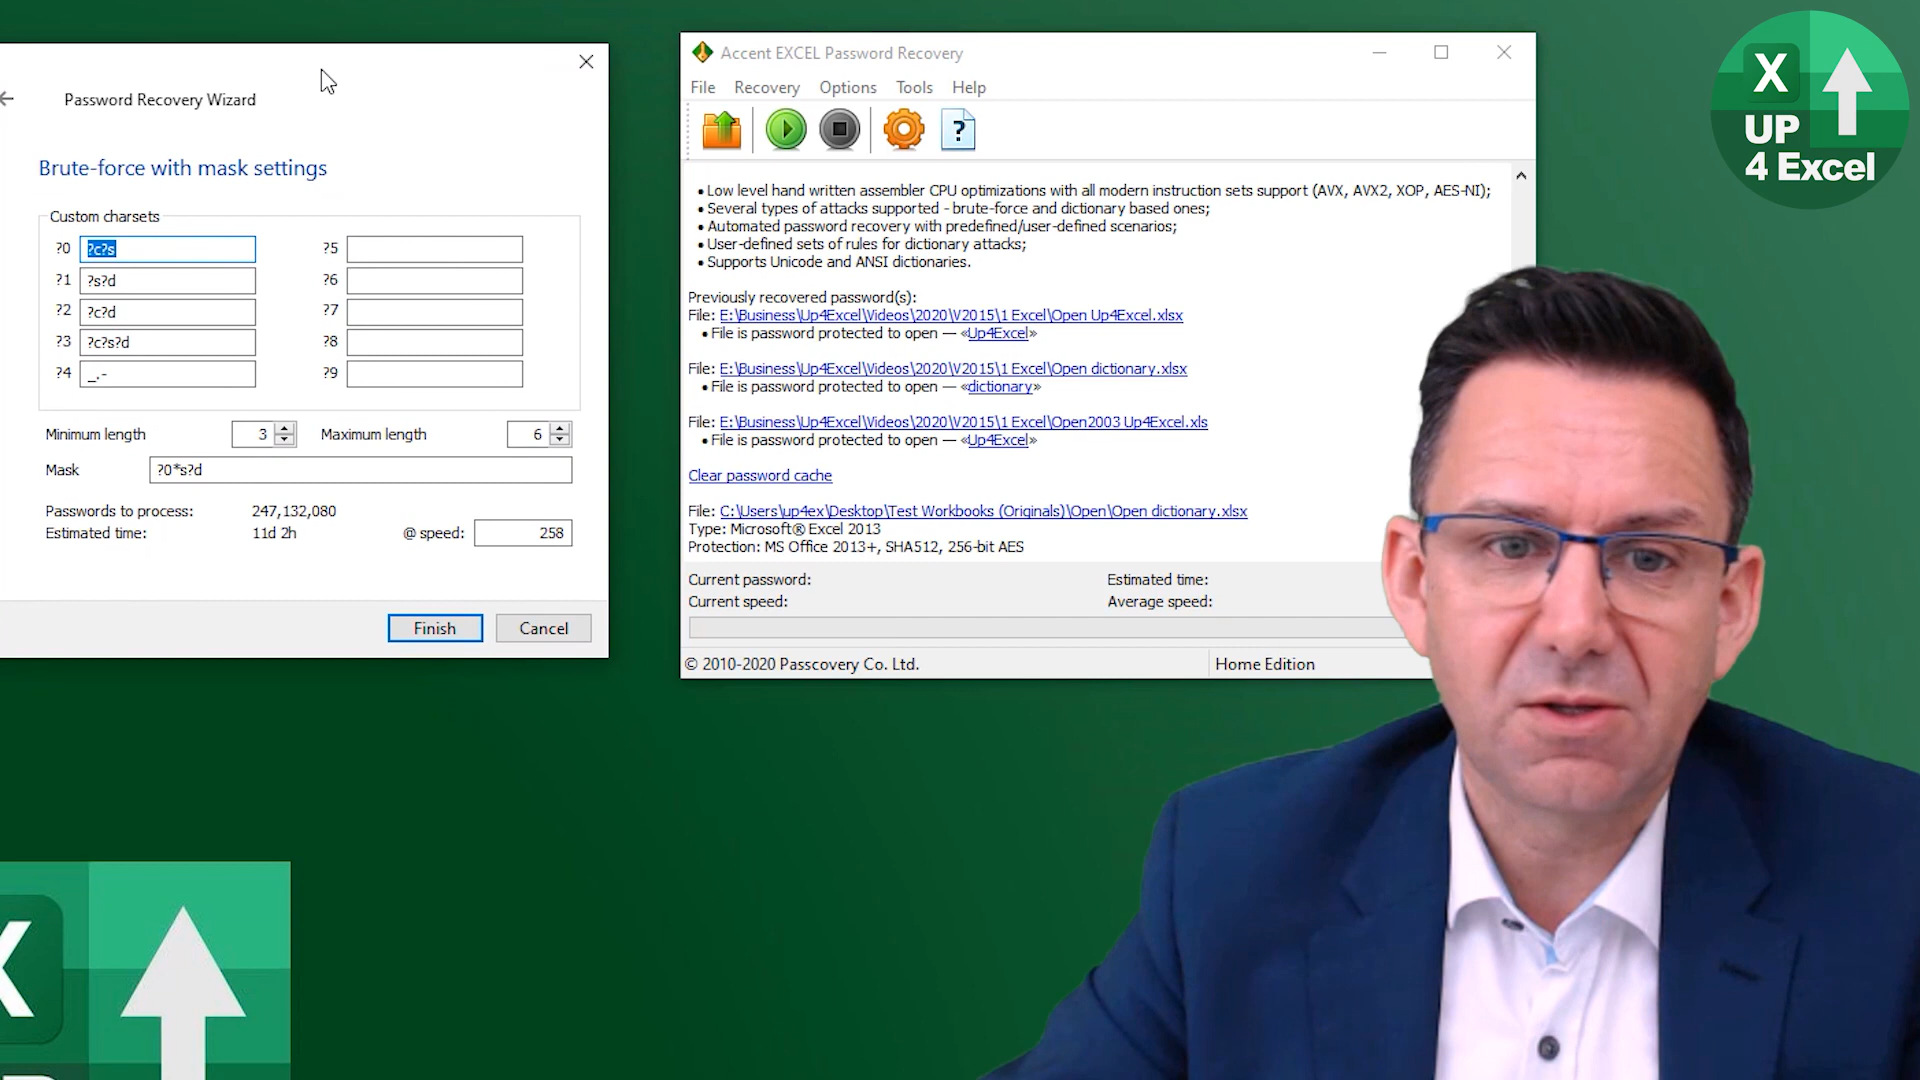 Password Recovery Wizard
Brute-force with mask settings
Custom charsets
?0 ?c?s ?5
?1 ?s?d ?6
?2 ?c?d ?7
?3 ?c?s?d ?8
?4 _.- ?9
Minimum length 3 Maximum length 6
Mask ?0*s?d
Passwords to process: 247,132,080
Estimated time: 11d 2h @ speed: 258
Finish Cancel
Accent EXCEL Password Recovery
File Recovery Options Tools Help
?
• Low level hand written assembler CPU optimizations with all modern instruction sets support (AVX, AVX2, XOP, AES-NI);
• Several types of attacks supported - brute-force and dictionary based ones;
• Automated password recovery with predefined/user-defined scenarios;
• User-defined sets of rules for dictionary attacks;
• Supports Unicode and ANSI dictionaries.
Previously recovered password(s):
File: E:\Business\Up4Excel\Videos\2020\V2015\1 Excel\Open Up4Excel.xlsx
• File is password protected to open — «Up4Excel»
File: E:\Business\Up4Excel\Videos\2020\V2015\1 Excel\Open dictionary.xlsx
• File is password protected to open — «dictionary»
File: E:\Business\Up4Excel\Videos\2020\V2015\1 Excel\Open2003 Up4Excel.xls
• File is password protected to open — «Up4Excel»
Clear password cache
File: C:\Users\up4ex\Desktop\Test Workbooks (Originals)\Open\Open dictionary.xlsx
Type: Microsoft® Excel 2013
Protection: MS Office 2013+, SHA512, 256-bit AES
Current password: Estimated time:
Current speed: Average speed:
© 2010-2020 Passcovery Co. Ltd. Home Edition
X
UP
4 Excel
X